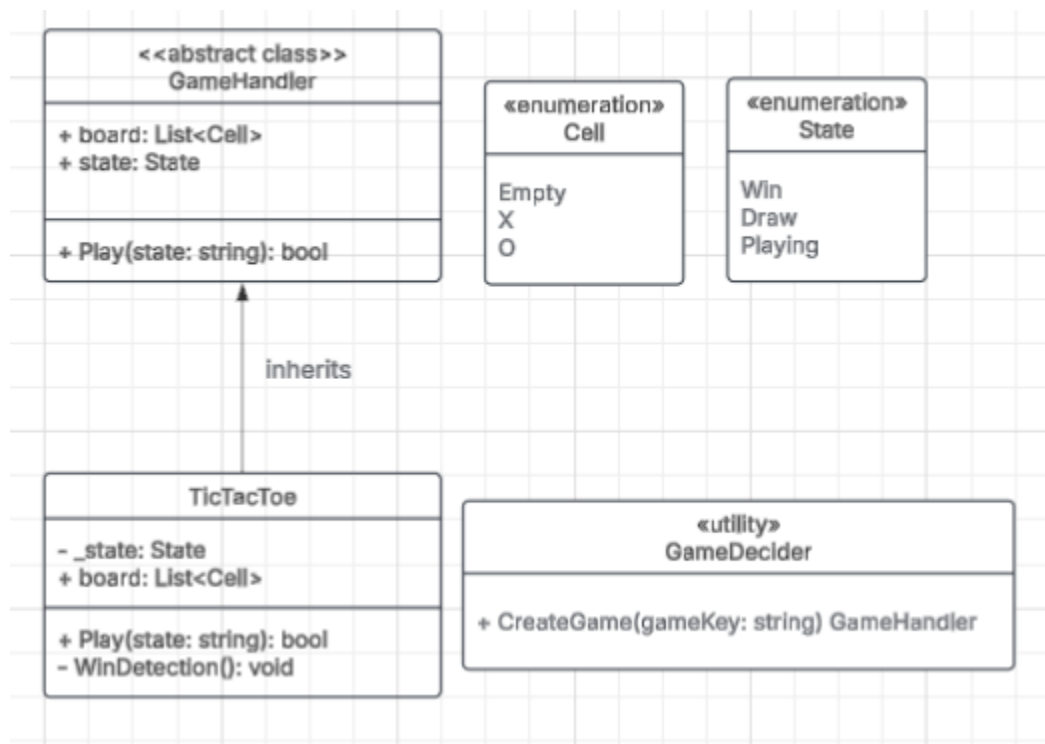 <<abstract class>>
GameHandler
+ board: List<Cell>
+ state: State
+ Play(state: string): bool
«enumeration»
Cell
Empty
X
O
«enumeration»
State
Win
Draw
Playing
inherits
TicTacToe
- _state: State
+ board: List<Cell>
+ Play(state: string): bool
- WinDetection(): void
«utility»
GameDecider
+ CreateGame(gameKey: string) GameHandler